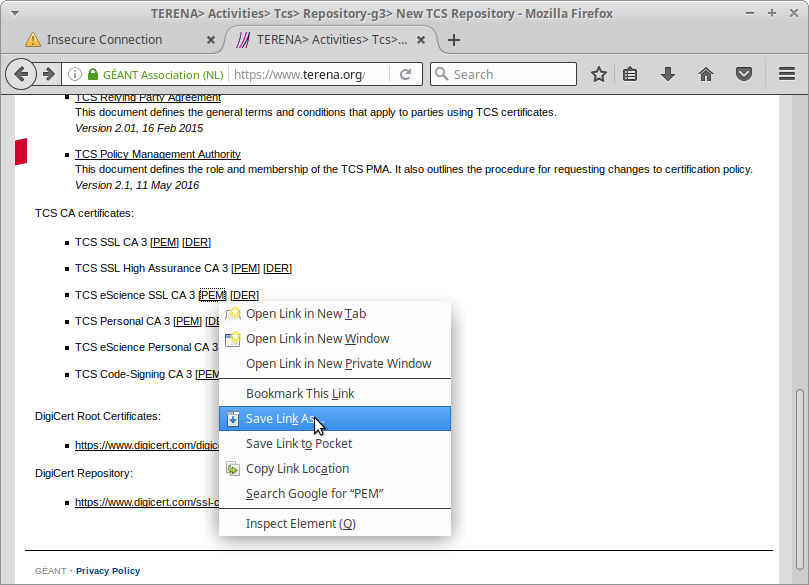 TERENA> Activities> Tcs> Repository-g3> New TCS Repository - Mozilla Firefox
Insecure Connection
TERENA> Activities> Tcs>...
GÉANT Association (NL)
https://www.terena.org/
Search
TCS Relying Party Agreement
This document defines the general terms and conditions that apply to parties using TCS certificates.
Version 2.01, 16 Feb 2015
TCS Policy Management Authority
This document defines the role and membership of the TCS PMA. It also outlines the procedure for requesting changes to certification policy.
Version 2.1, 11 May 2016
TCS CA certificates:
TCS SSL CA 3 [PEM] [DER]
TCS SSL High Assurance CA 3 [PEM] [DER]
TCS eScience SSL CA 3 [PEM] [DER]
TCS Personal CA 3 [PEM] [DE
TCS eScience Personal CA 3
TCS Code-Signing CA 3 [PEM
Open Link in New Tab
Open Link in New Window
Open Link in New Private Window
Bookmark This Link
Save Link As...
Save Link to Pocket
Copy Link Location
Search Google for “PEM”
Inspect Element (Q)
DigiCert Root Certificates:
https://www.digicert.com/digice
DigiCert Repository:
https://www.digicert.com/ssl-c
GÉANT · Privacy Policy